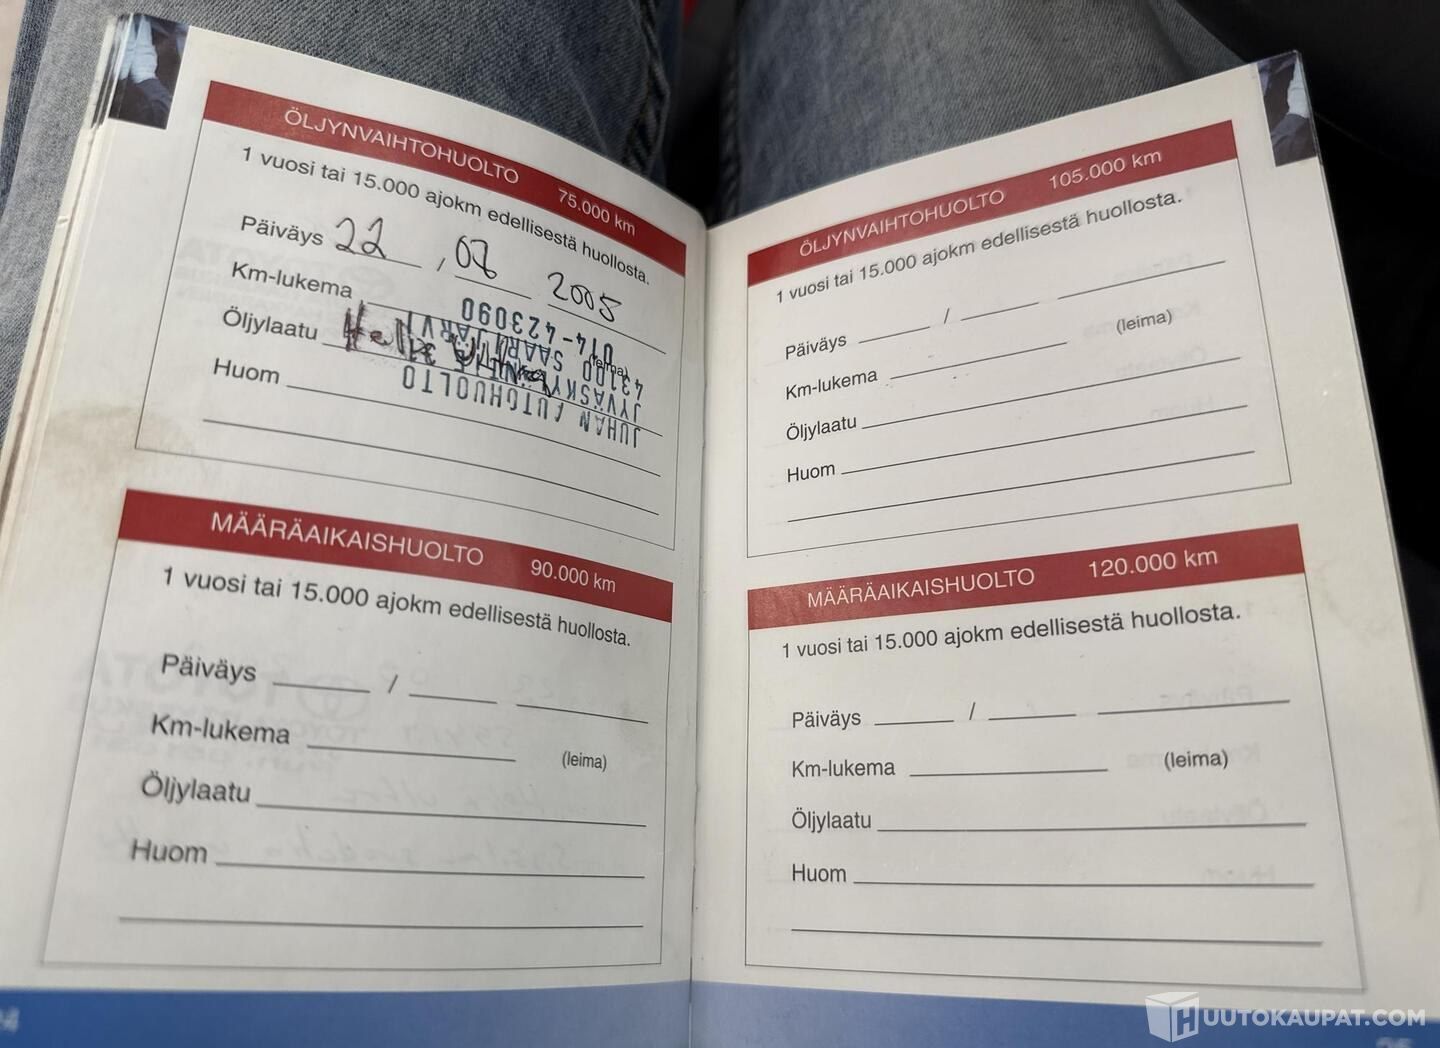 ÖLJYNVAIHTOHUOLTO 75.000 km
1 vuosi tai 15.000 ajokm edellisestä huollosta.
Päiväys 22 , 2005
Km-lukema
(leima)
Öljylaatu
Huom
JUHAN AUTOHUOLTO
43100 SAARIJÄRVI
014-423090
MÄÄRÄAIKAISHUOLTO 90.000 km
1 vuosi tai 15.000 ajokm edellisestä huollosta.
Päiväys /
Km-lukema (leima)
Öljylaatu
Huom
ÖLJYNVAIHTOHUOLTO 105.000 km
1 vuosi tai 15.000 ajokm edellisestä huollosta.
Päiväys /
(leima)
Km-lukema
Öljylaatu
Huom
MÄÄRÄAIKAISHUOLTO 120.000 km
1 vuosi tai 15.000 ajokm edellisestä huollosta.
Päiväys /
Km-lukema (leima)
Öljylaatu
Huom
HUUTOKAUPAT.COM